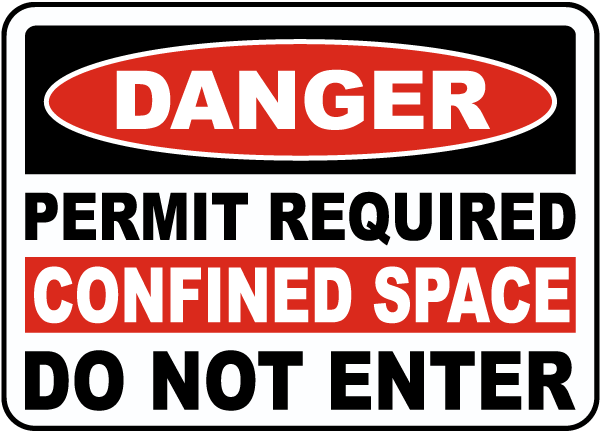 DANGER
PERMIT REQUIRED
CONFINED SPACE
DO NOT ENTER